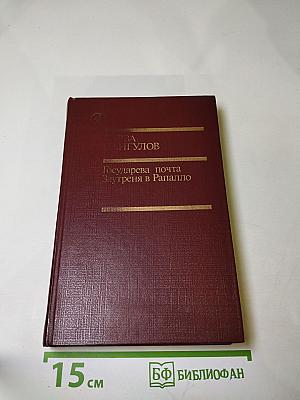 Государева почта
Заутреня в Рапалло
15 см
БФ БИБЛИОФАН